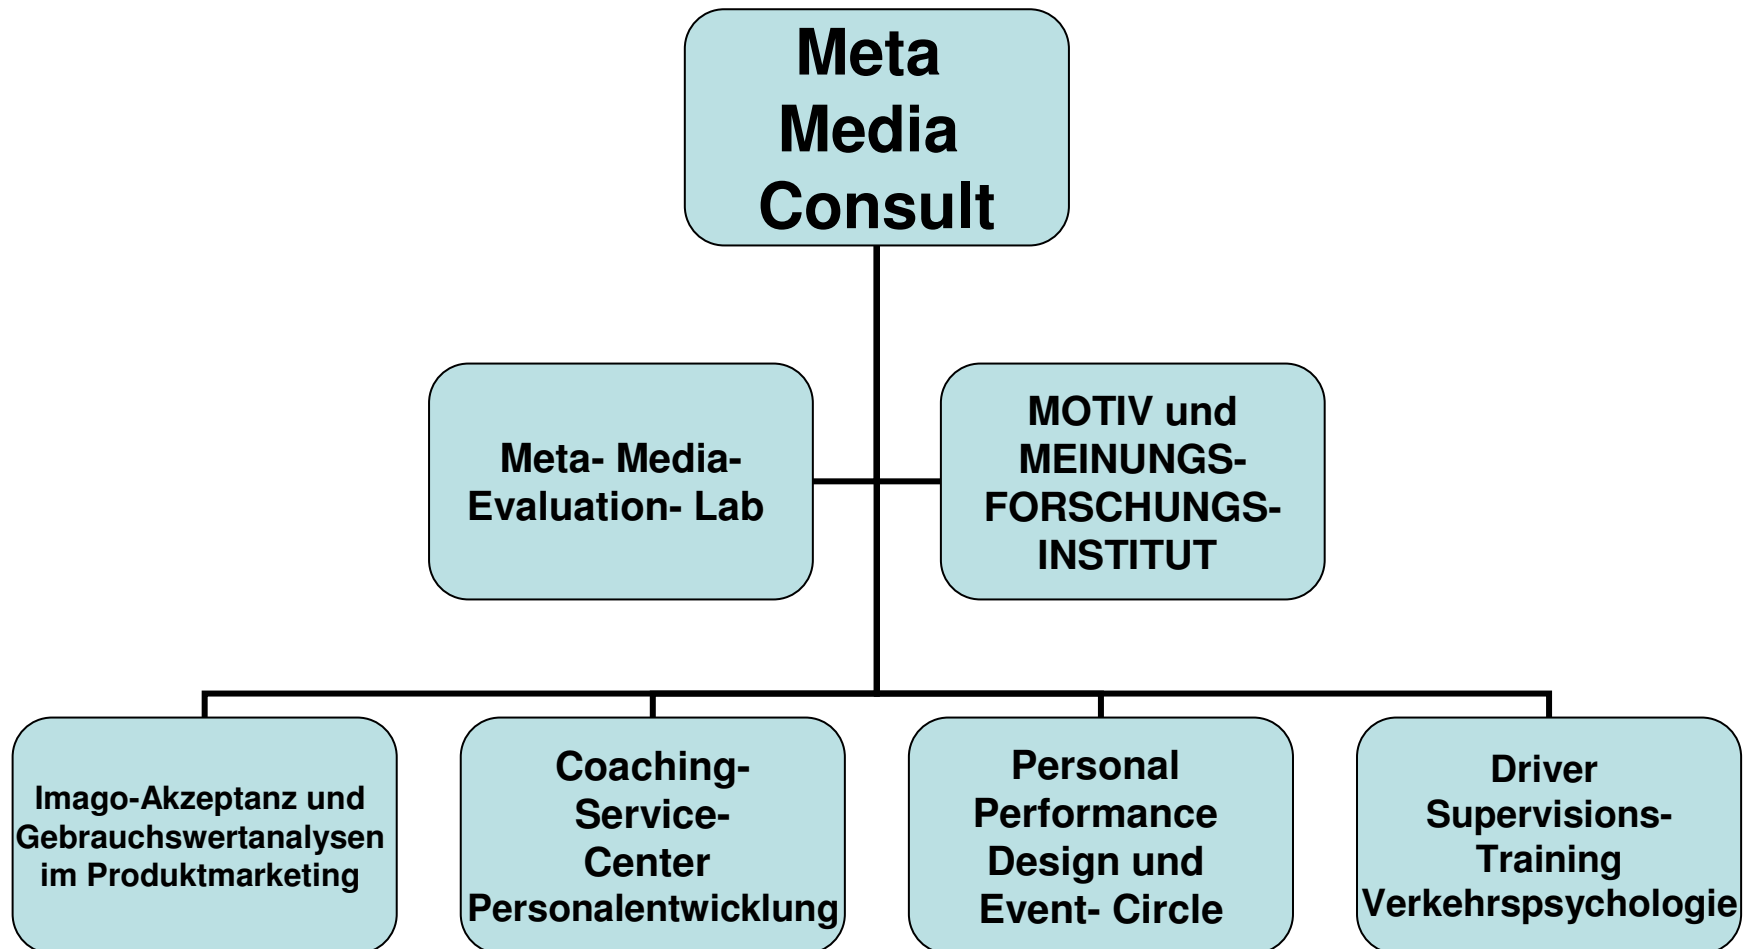 Meta
Media
Consult
Meta- Media-
Evaluation- Lab
MOTIV und
MEINUNGS-
FORSCHUNGS-
INSTITUT
Imago-Akzeptanz und
Gebrauchswertanalysen
im Produktmarketing
Coaching-
Service-
Center
Personalentwicklung
Personal
Performance
Design und
Event- Circle
Driver
Supervisions-
Training
Verkehrspsychologie